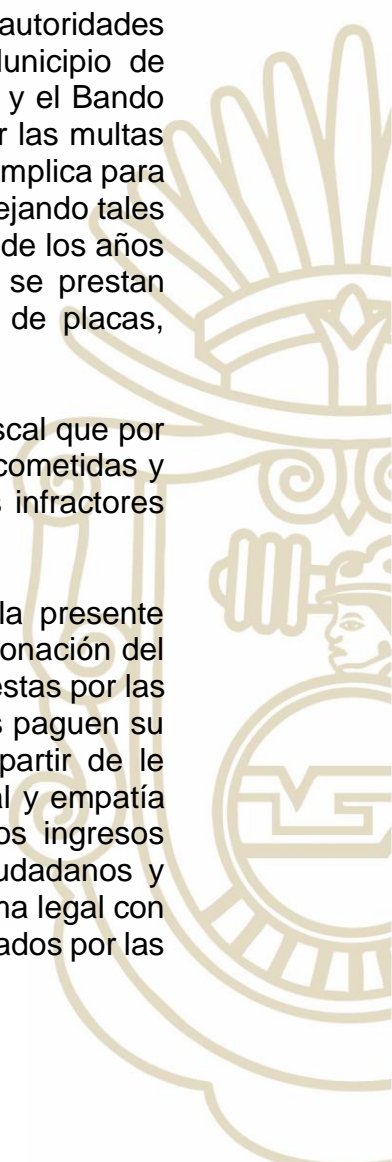 autoridades
unicipio de
y el Bando
r las multas
mplica para
ejando tales
de los años
se prestan
de placas,
scal que por
cometidas y
s infractores
la presente
onación del
estas por las
s paguen su
partir de le
al y empatía
os ingresos
udadanos y
ma legal con
ados por las